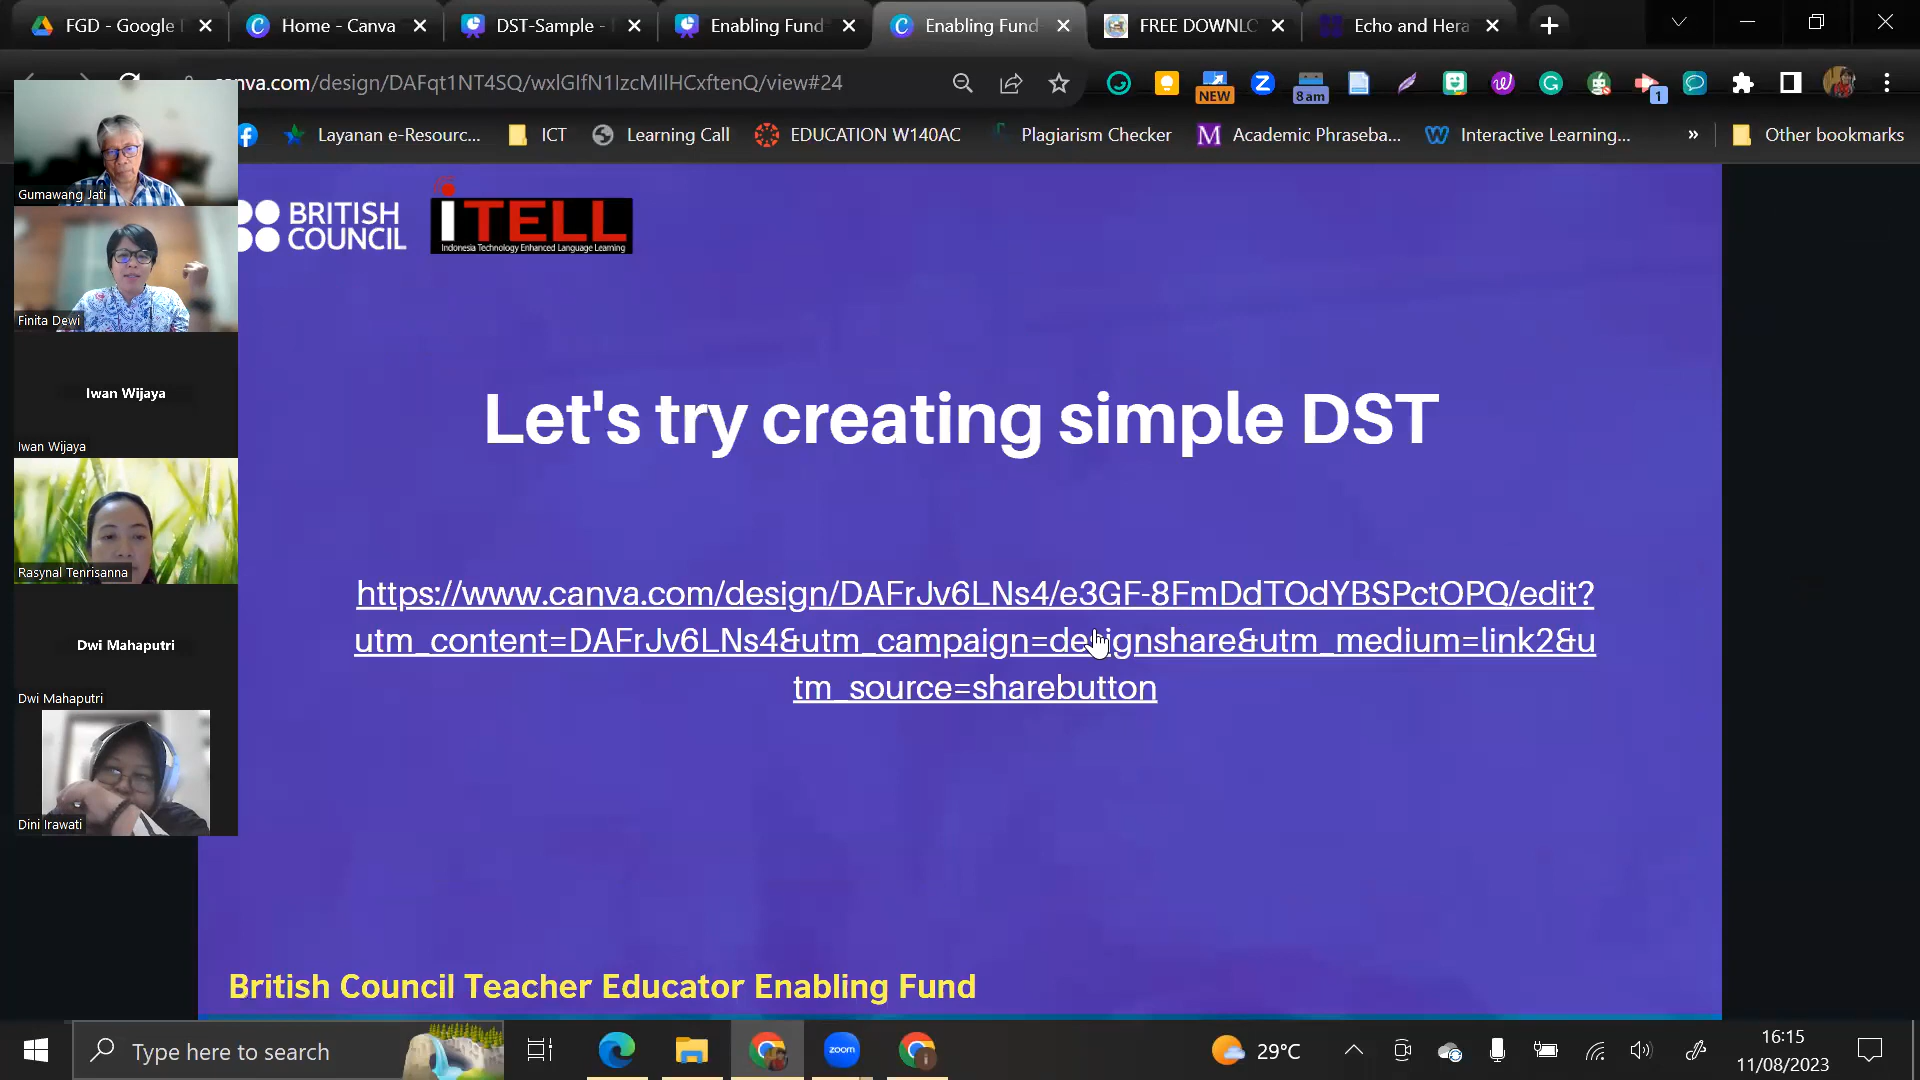 FGD - Google
Home - Canva
DST-Sample -
Enabling Fund
Enabling Fund
FREE DOWNLO
Echo and Hera
nva.com/design/DAFqt1NT4SQ/wxlGIfN1IzcMIlHCxftenQ/view#24
NEW
8 am
1
Layanan e-Resourc...
ICT
Learning Call
EDUCATION W140AC
Plagiarism Checker
Academic Phraseba...
Interactive Learning...
»
Other bookmarks
Gumawang Jati
Finita Dewi
Iwan Wijaya
Iwan Wijaya
Rasynal Tenrisanna
Dwi Mahaputri
Dwi Mahaputri
Dini Irawati
BRITISH
COUNCIL
iTELL
Indonesia Technology Enhanced Language Learning
Let's try creating simple DST
https://www.canva.com/design/DAFrJv6LNs4/e3GF-8FmDdTOdYBSPctOPQ/edit?
utm_content=DAFrJv6LNs4&utm_campaign=designshare&utm_medium=link2&u
tm_source=sharebutton
British Council Teacher Educator Enabling Fund
Type here to search
zoom
29°C
16:15
11/08/2023